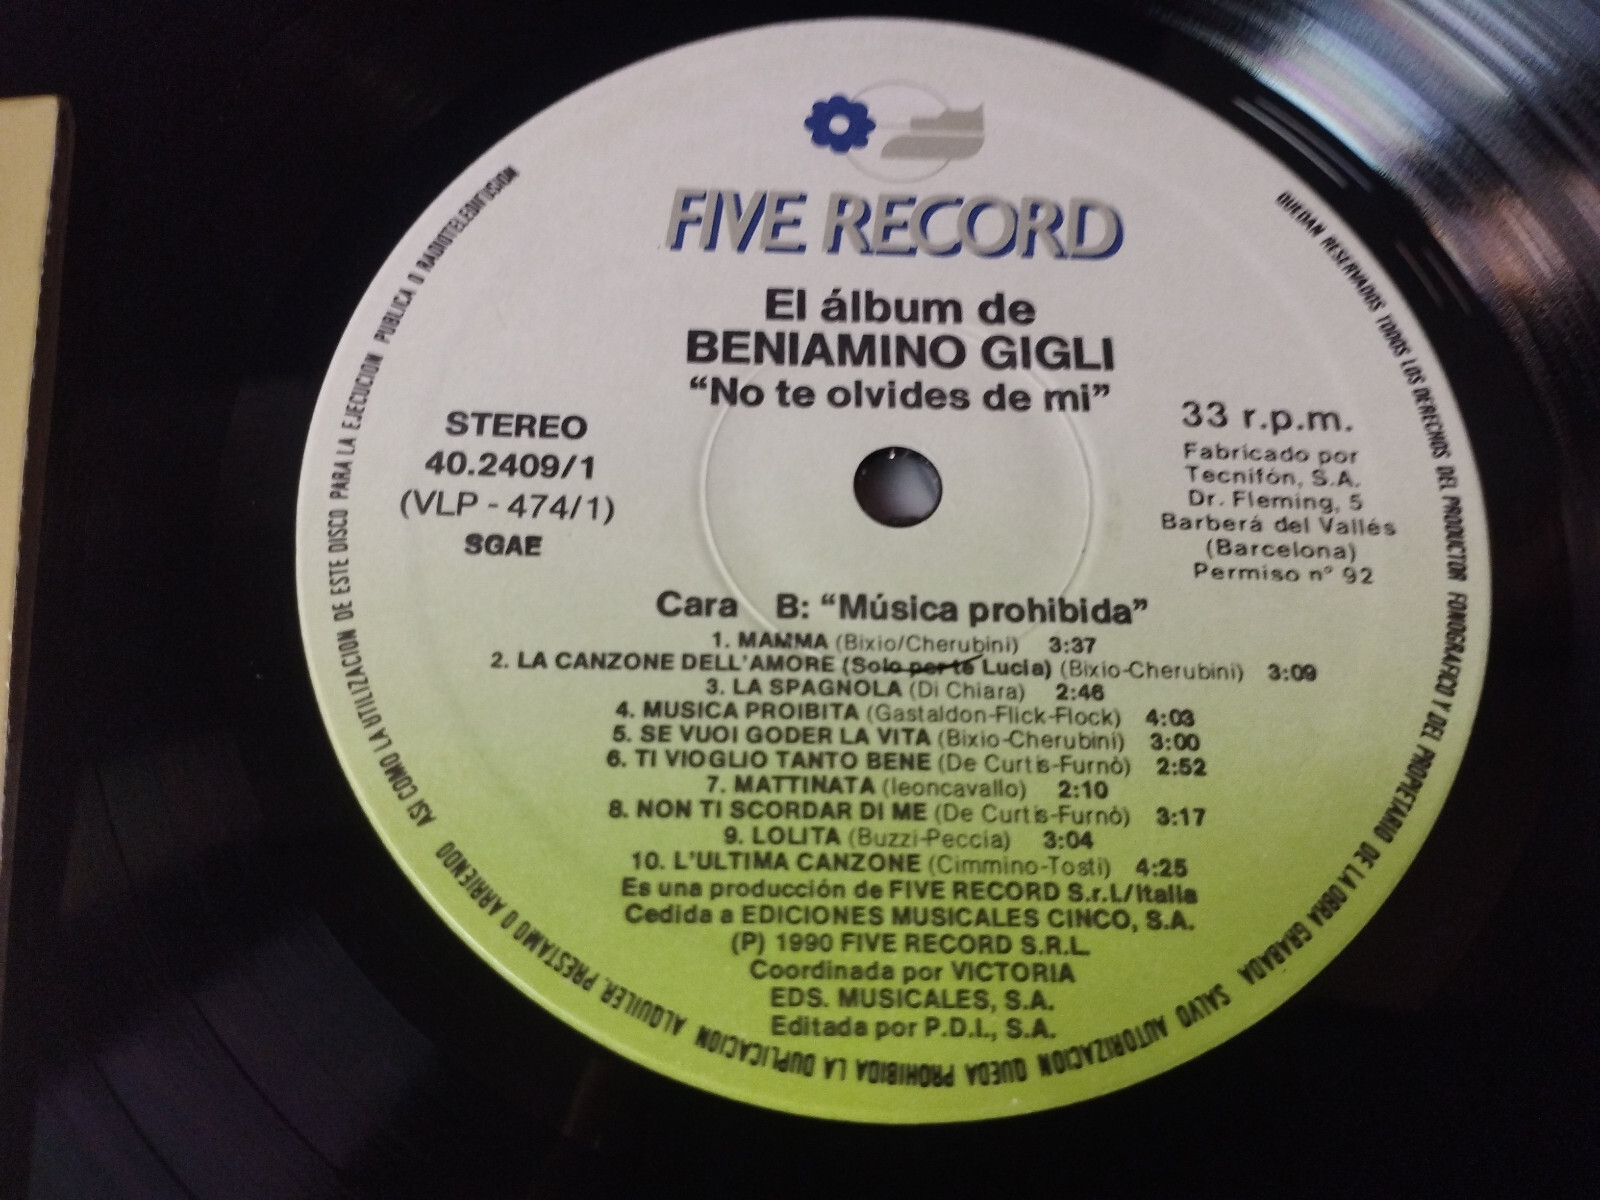 FIVE RECORD
El álbum de
BENIAMINO GIGLI
“No te olvides de mi”
STEREO
40.2409/1
(VLP - 474/1)
SGAE
33 r.p.m.
Fabricado por
Tecnifón, S.A.
Dr. Fleming, 5
Barberá del Vallés
(Barcelona)
Permiso nº 92
Cara B: “Música prohibida”
1. MAMMA (Bixio/Cherubini) 3:37
2. LA CANZONE DELL'AMORE (Solo per te Lucia) (Bixio-Cherubini) 3:09
3. LA SPAGNOLA (Di Chiara) 2:46
4. MUSICA PROIBITA (Gastaldon-Flick-Flock) 4:03
5. SE VUOI GODER LA VITA (Bixio-Cherubini) 3:00
6. TI VIOGLIO TANTO BENE (De Curtis-Furnò) 2:52
7. MATTINATA (leoncavallo) 2:10
8. NON TI SCORDAR DI ME (De Curtis-Furnò) 3:17
9. LOLITA (Buzzi-Peccia) 3:04
10. L'ULTIMA CANZONE (Cimmino-Tosti) 4:25
Es una producción de FIVE RECORD S.r.L/Italia
Cedida a EDICIONES MUSICALES CINCO, S.A.
(P) 1990 FIVE RECORD S.R.L.
Coordinada por VICTORIA
EDS. MUSICALES, S.A.
Editada por P.D.I., S.A.
QUEDAN RESERVADOS TODOS LOS DERECHOS DEL PRODUCTOR FONOGRAFICO Y DEL PROPIETARIO DE LA OBRA GRABADA SALVO AUTORIZACION QUEDA PROHIBIDA LA DUPLICACION ALQUILER, PRESTAMO O ARRIENDO ASI COMO LA UTILIZACION DE ESTE DISCO PARA LA EJECUCION PUBLICA O RADIOTELEDIFUSION